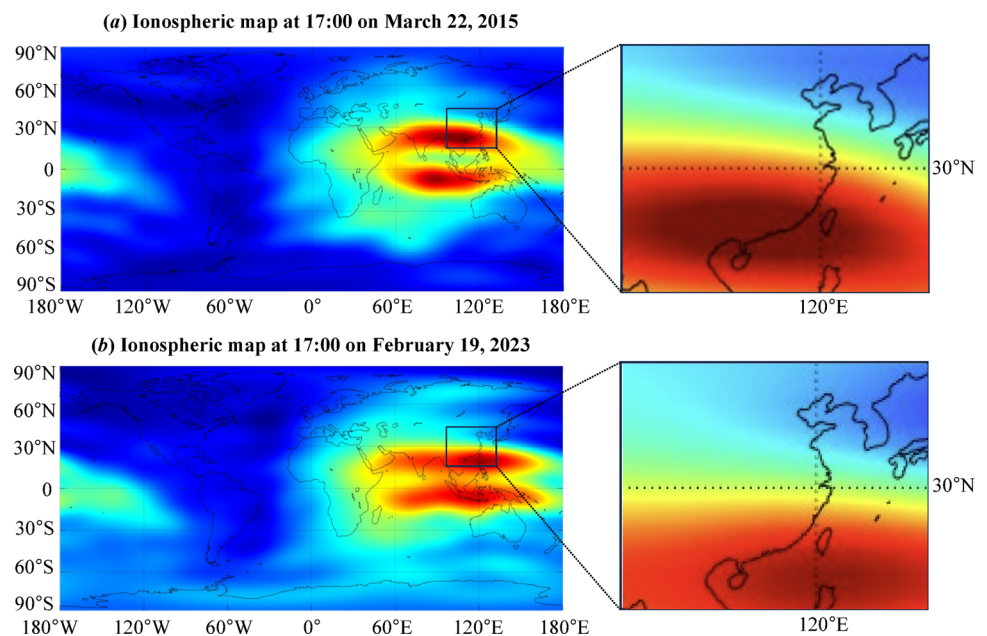 (a) Ionospheric map at 17:00 on March 22, 2015
90°N
60°N
30°N
0
30°S
60°S
90°S
180°W 120°W 60°W 0° 60°E 120°E 180°E
30°N
120°E
(b) Ionospheric map at 17:00 on February 19, 2023
90°N
60°N
30°N
0
30°S
60°S
90°S
180°W 120°W 60°W 0° 60°E 120°E 180°E
30°N
120°E